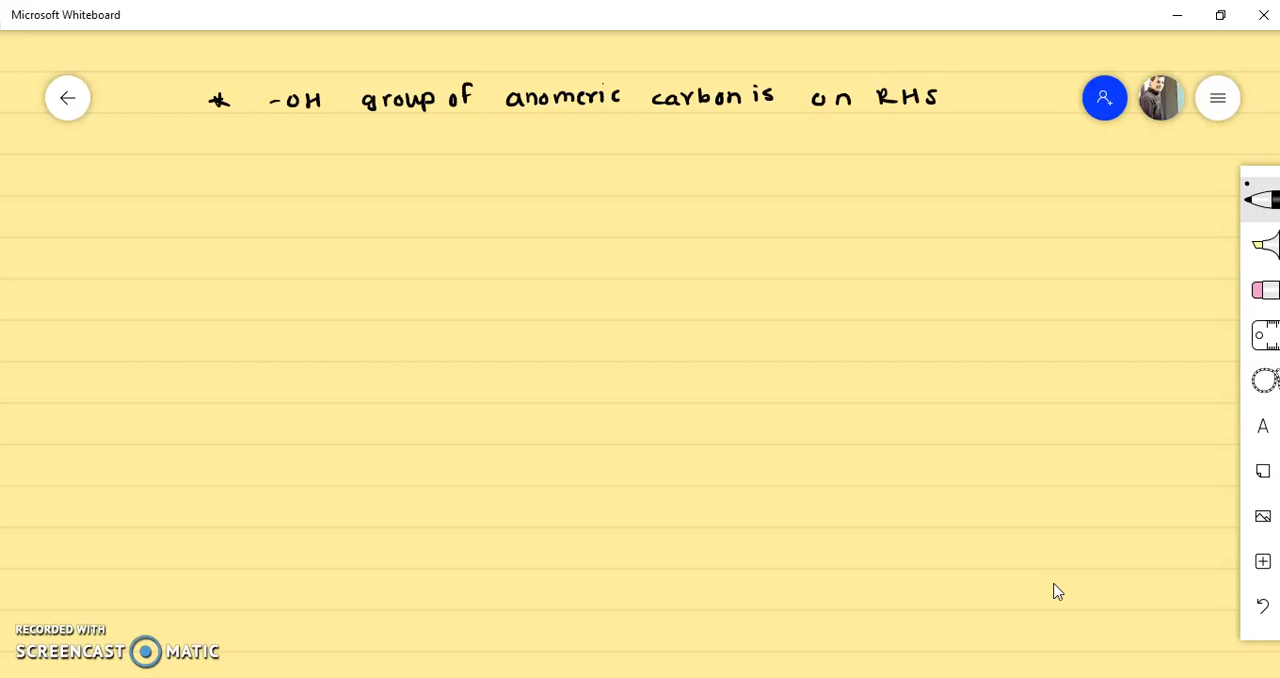 Microsoft Whiteboard
* -OH group of anomeric carbon is on RHS
A
RECORDED WITH
SCREENCAST MATIC